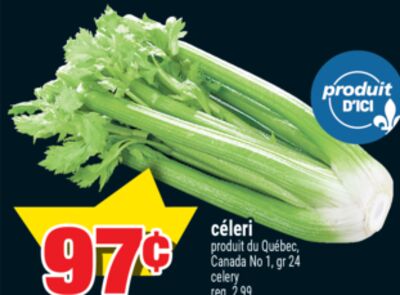 produit
D'ICI
céleri
produit du Québec,
Canada No 1, gr 24
celery
reg. 2.99
97¢